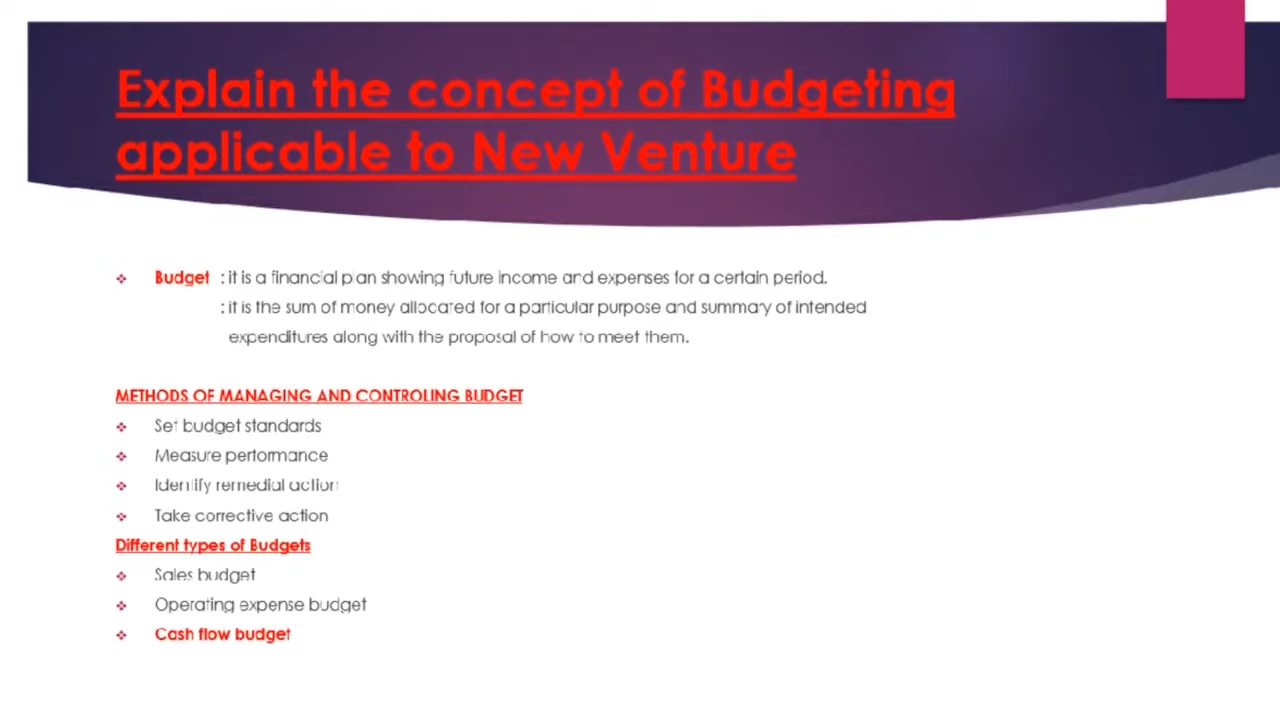 Explain the concept of Budgeting
applicable to New Venture
Budget : it is a financial plan showing future income and expenses for a certain period.
: it is the sum of money allocated for a particular purpose and summary of intended
expenditures along with the proposal of how to meet them.
METHODS OF MANAGING AND CONTROLING BUDGET
Set budget standards
Measure performance
Identify remedial action
Take corrective action
Different types of Budgets
Sales budget
Operating expense budget
Cash flow budget